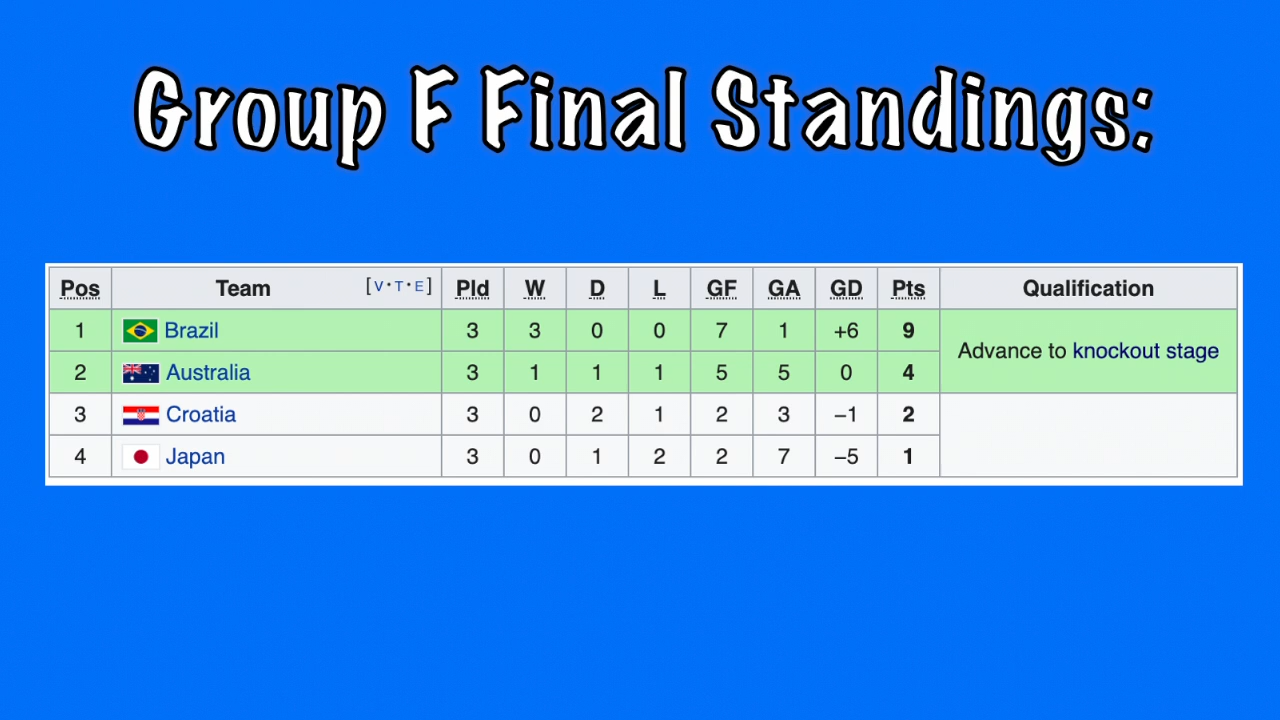 Group F Final Standings:
Pos Team [V·T·E] Pld W D L GF GA GD Pts Qualification
1 Brazil 3 3 0 0 7 1 +6 9 Advance to knockout stage
2 Australia 3 1 1 1 5 5 0 4
3 Croatia 3 0 2 1 2 3 −1 2
4 Japan 3 0 1 2 2 7 −5 1